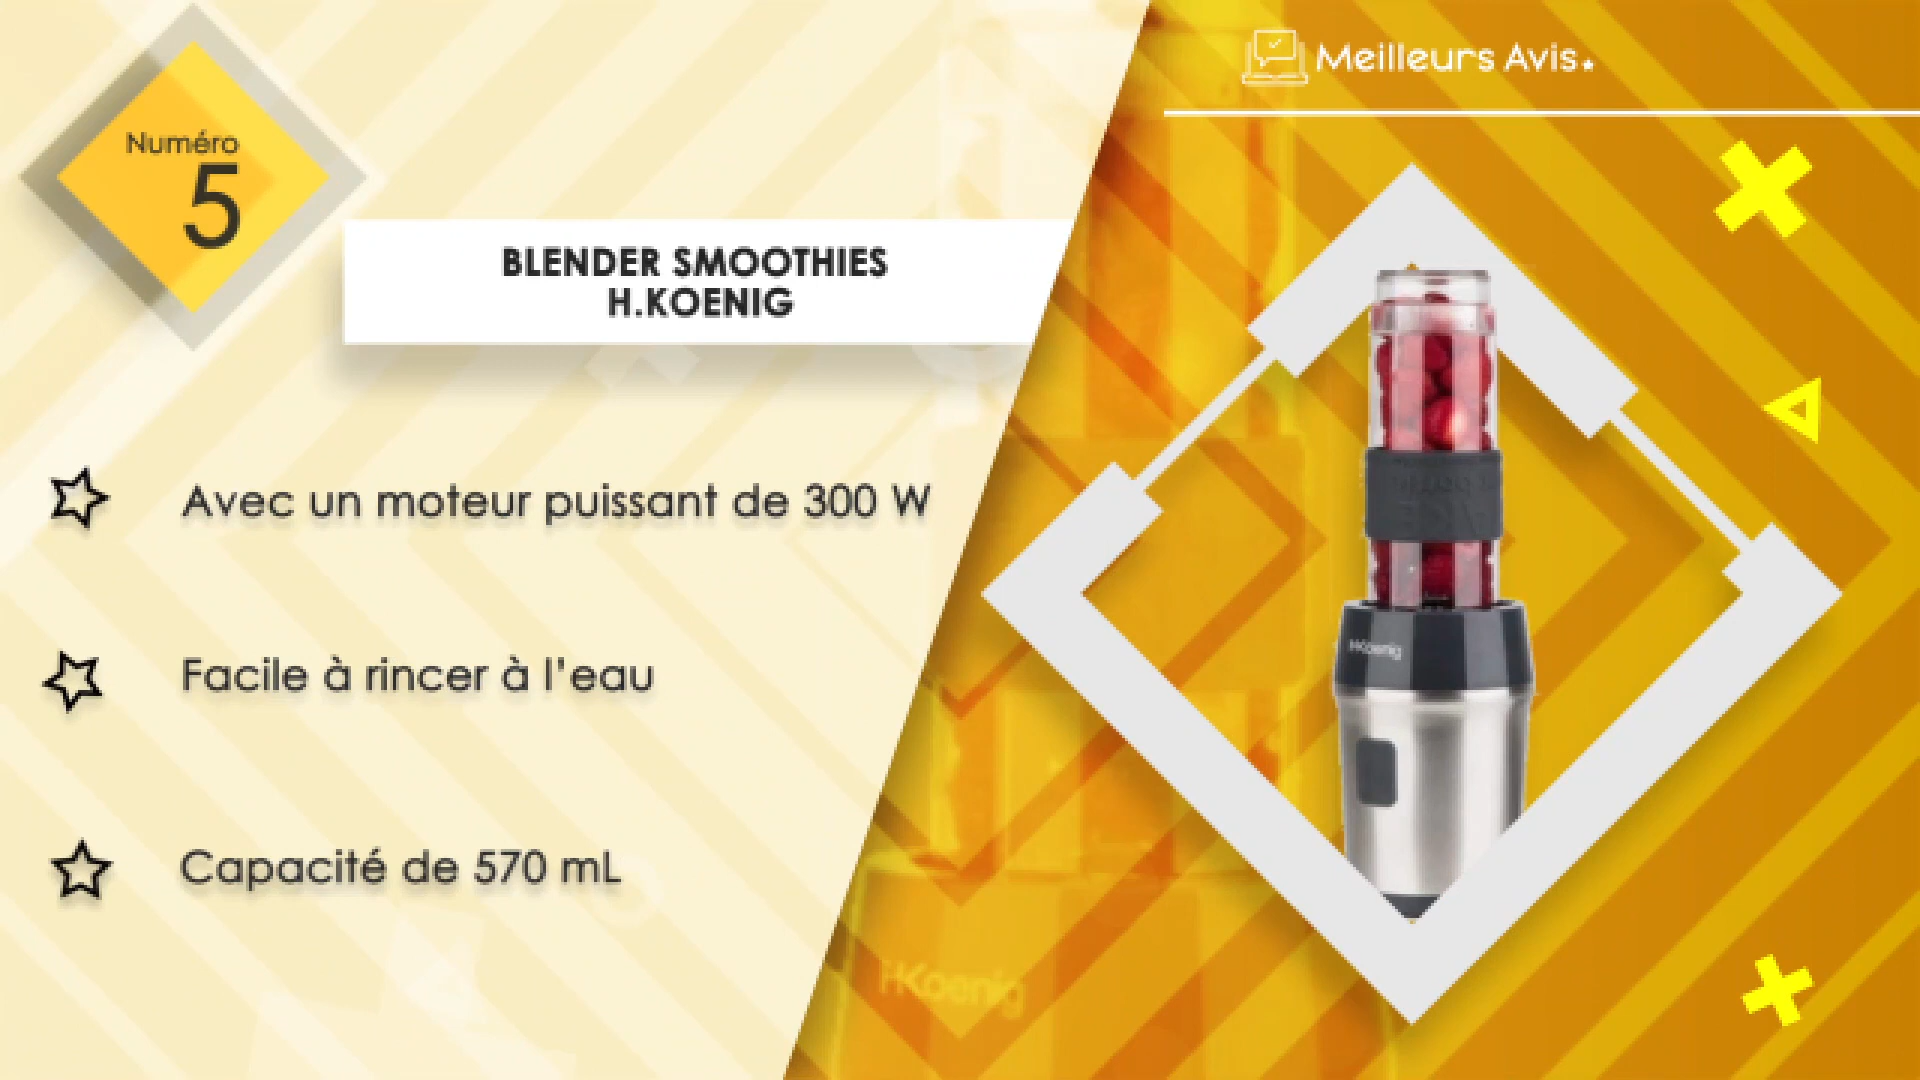 Meilleurs Avis
Numéro
5
BLENDER SMOOTHIES
H.KOENIG
Avec un moteur puissant de 300 W
Facile à rincer à l'eau
Capacité de 570 mL
H.Koenig
H.Koenig